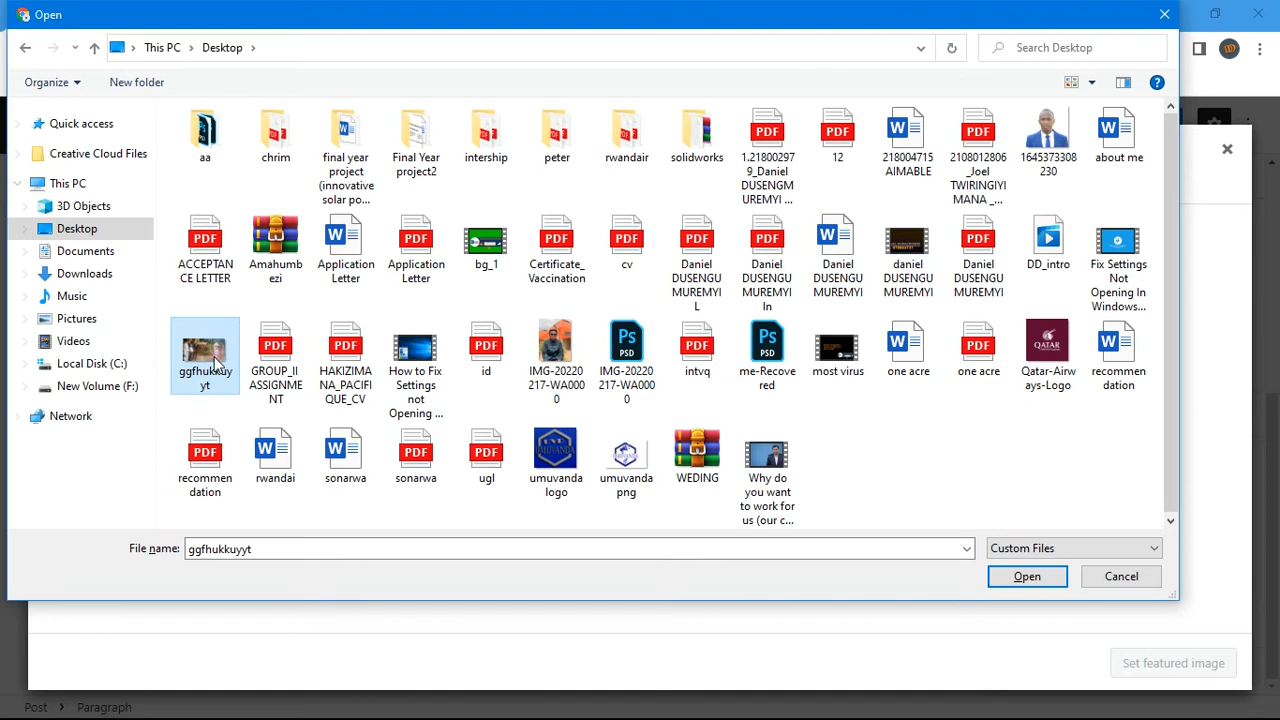 Open
This PC
Desktop
Search Desktop
Organize
New folder
Quick access
Creative Cloud Files
This PC
3D Objects
Desktop
Documents
Downloads
Music
Pictures
Videos
Local Disk (C:)
New Volume (F:)
Network
aa
chrim
final year
project
(innovative
solar po...
Final Year
project2
intership
peter
rwandair
solidworks
1.21800297
9_Daniel
DUSENGM
UREMYI_D
12
218004715
AIMABLE
2108012806
_Joel
TWIRINGIYI
MANA _...
1645373308
230
about me
ACCEPTAN
CE LETTER
Amahumb
ezi
Application
Letter
Application
Letter
bg_1
Certificate_
Vaccination
cv
Daniel
DUSENGU
MUREMYI
L
Daniel
DUSENGU
MUREMYI
In
Daniel
DUSENGU
MUREMYI
daniel
DUSENGU
MUREMYI
Daniel
DUSENGU
MUREMYI
DD_intro
Fix Settings
Not
Opening In
Windows...
ggfhukkuy
yt
GROUP_II
ASSIGNME
NT
HAKIZIMA
NA_PACIFI
QUE_CV
How to Fix
Settings
not
Opening ...
id
IMG-20220
217-WA000
0
IMG-20220
217-WA000
0
intvq
me-Recove
red
most virus
one acre
one acre
Qatar-Airw
ays-Logo
recommen
dation
recommen
dation
rwandai
sonarwa
sonarwa
ugl
umuvanda
logo
umuvanda
png
WEDING
Why do
you want
to work for
us (our c...
File name:
ggfhukkuyyt
Custom Files
Open
Cancel
Set featured image
Post
Paragraph